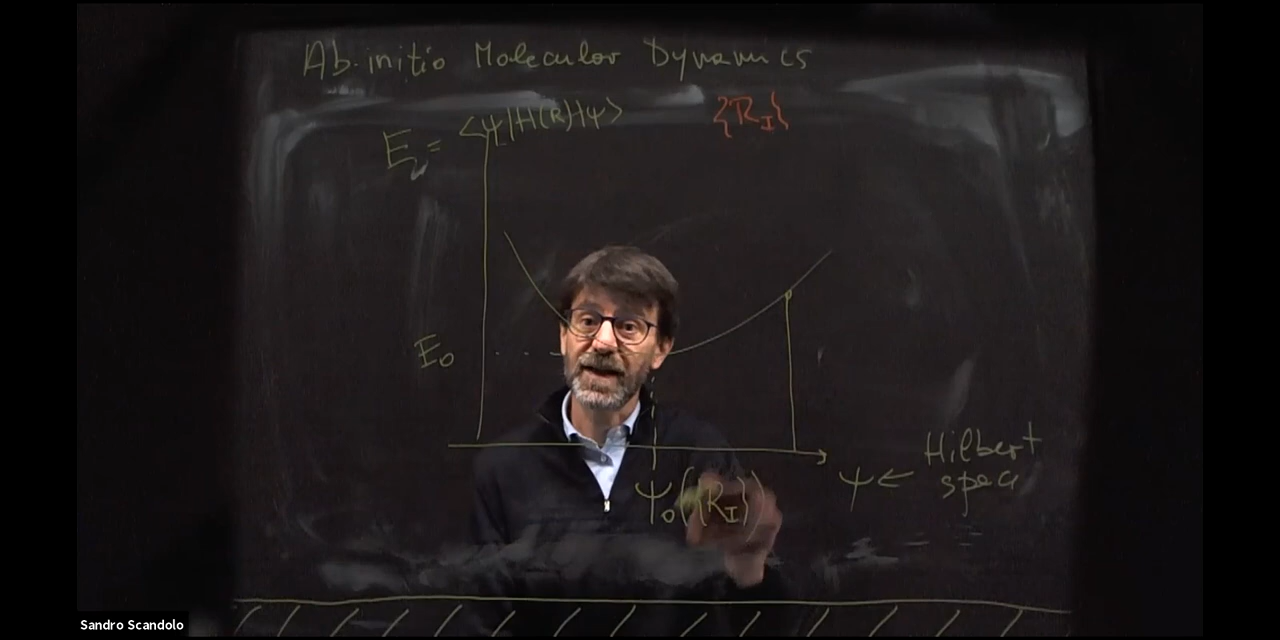 Ab-initio Molecular Dynamics
E = <ψ|H(R)|ψ> {R_I}
E₀
Hilbert
ψ₀({R_I}) ψ ← space
Sandro Scandolo